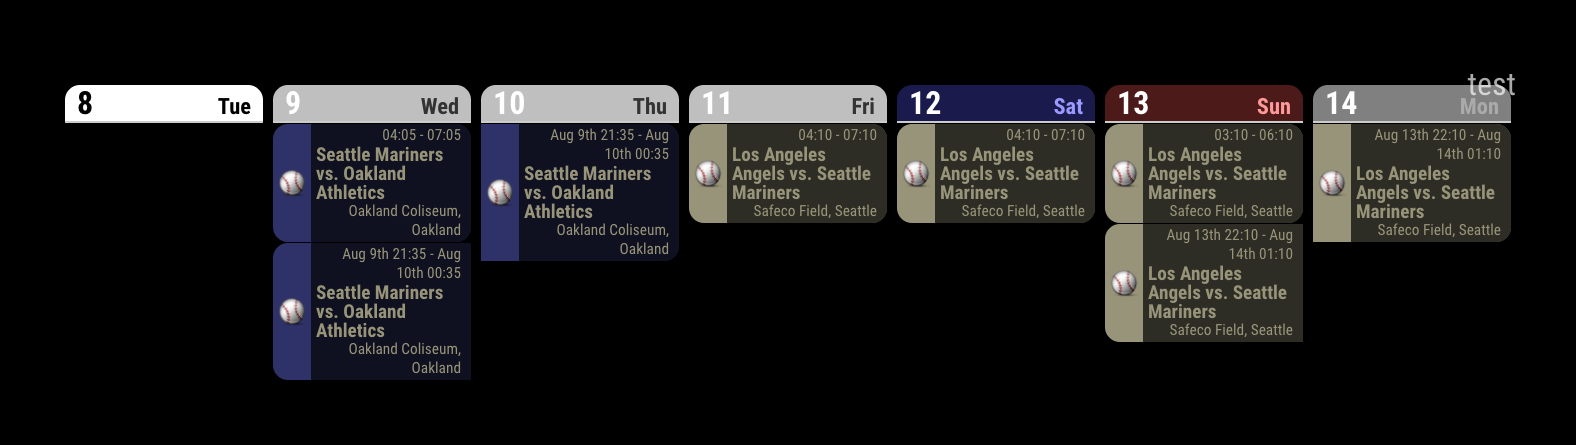 test
8 Tue
9 Wed
04:05 - 07:05
Seattle Mariners
vs. Oakland
Athletics
Oakland Coliseum,
Oakland
Aug 9th 21:35 - Aug
10th 00:35
Seattle Mariners
vs. Oakland
Athletics
Oakland Coliseum,
Oakland
10 Thu
Aug 9th 21:35 - Aug
10th 00:35
Seattle Mariners
vs. Oakland
Athletics
Oakland Coliseum,
Oakland
11 Fri
04:10 - 07:10
Los Angeles
Angels vs. Seattle
Mariners
Safeco Field, Seattle
12 Sat
04:10 - 07:10
Los Angeles
Angels vs. Seattle
Mariners
Safeco Field, Seattle
13 Sun
03:10 - 06:10
Los Angeles
Angels vs. Seattle
Mariners
Safeco Field, Seattle
Aug 13th 22:10 - Aug
14th 01:10
Los Angeles
Angels vs. Seattle
Mariners
Safeco Field, Seattle
14 Mon
Aug 13th 22:10 - Aug
14th 01:10
Los Angeles
Angels vs. Seattle
Mariners
Safeco Field, Seattle